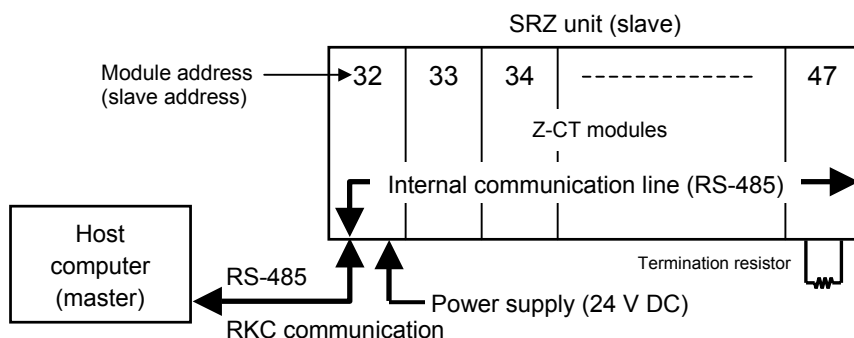 SRZ unit (slave)
Module address
(slave address)
32 33 34 47
Z-CT modules
Internal communication line (RS-485)
Host
computer
(master)
RS-485
RKC communication
Termination resistor
Power supply (24 V DC)